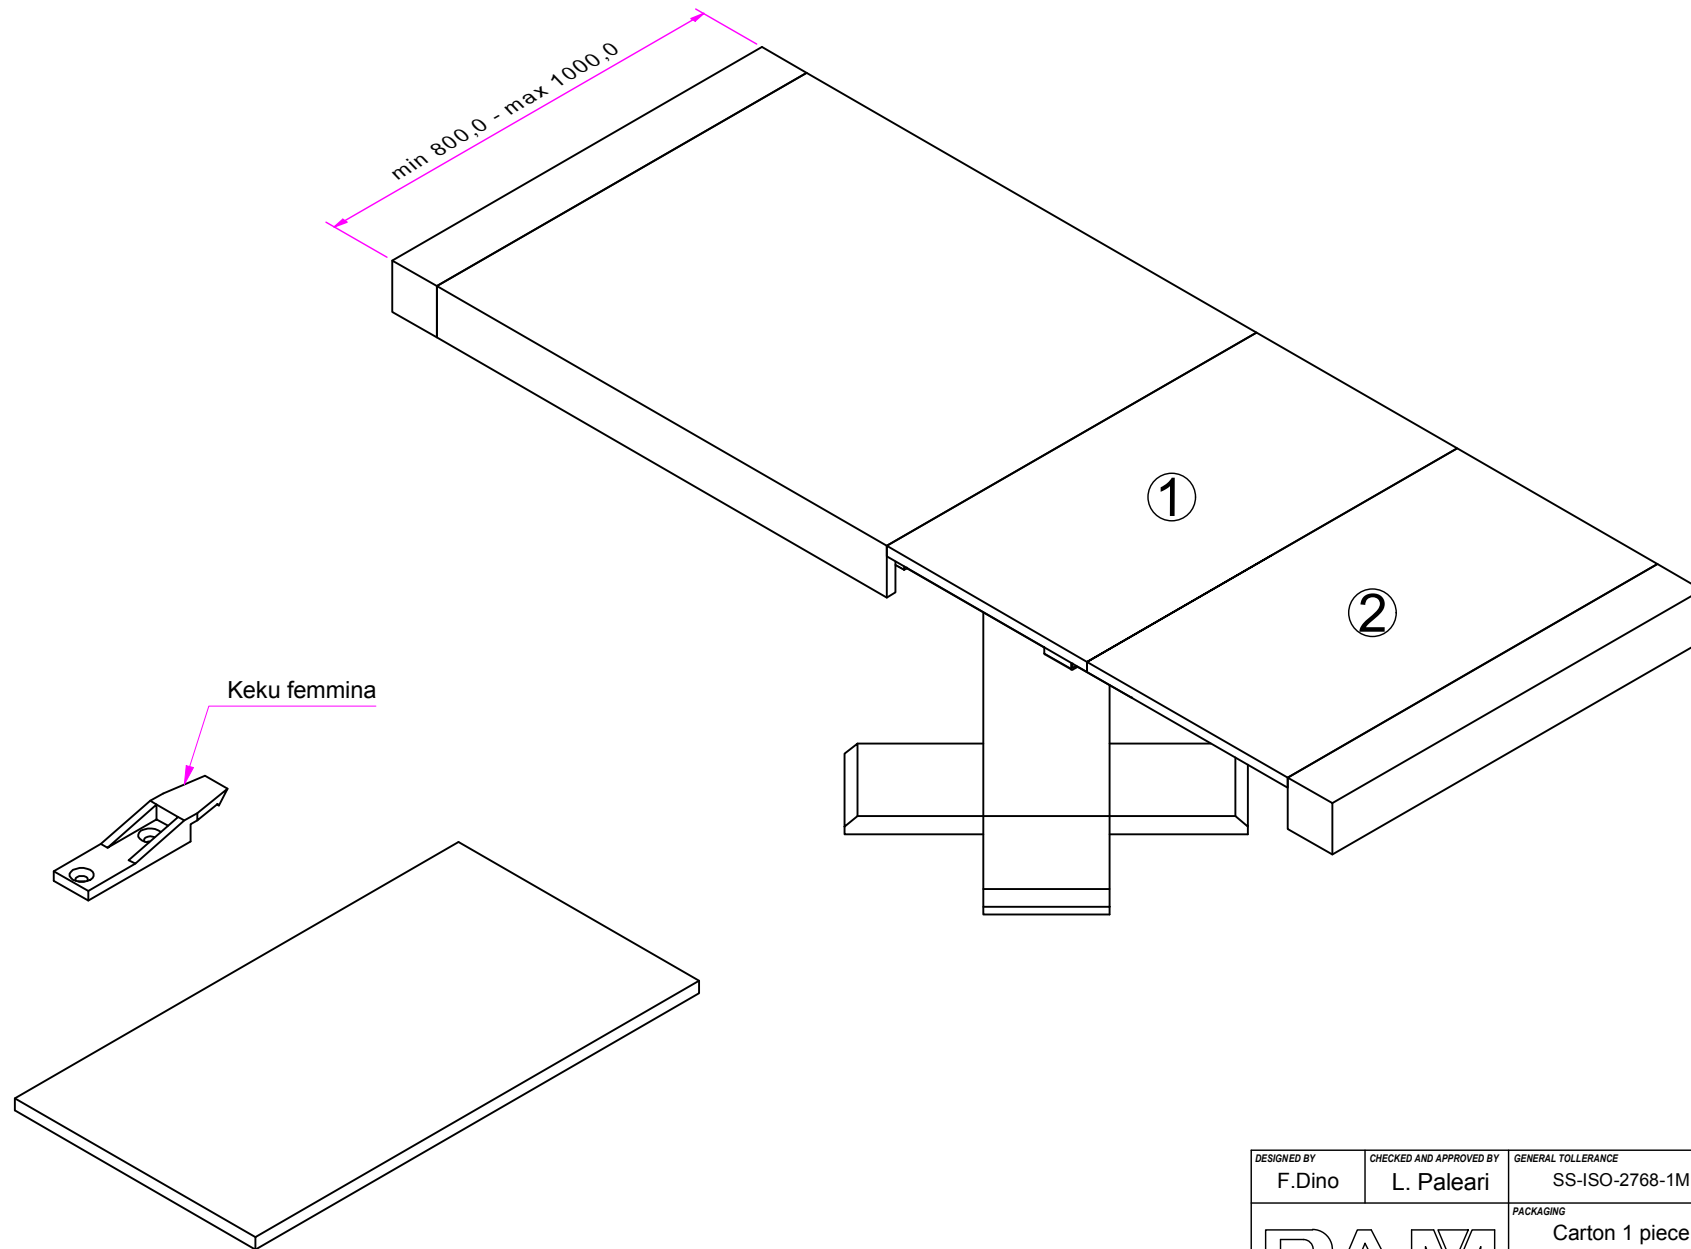 min 800,0 - max 1000,0
1
2
Keku femmina
DESIGNED BY
F.Dino
CHECKED AND APPROVED BY
L. Paleari
GENERAL TOLLERANCE
SS-ISO-2768-1M
PACKAGING
Carton 1 piece